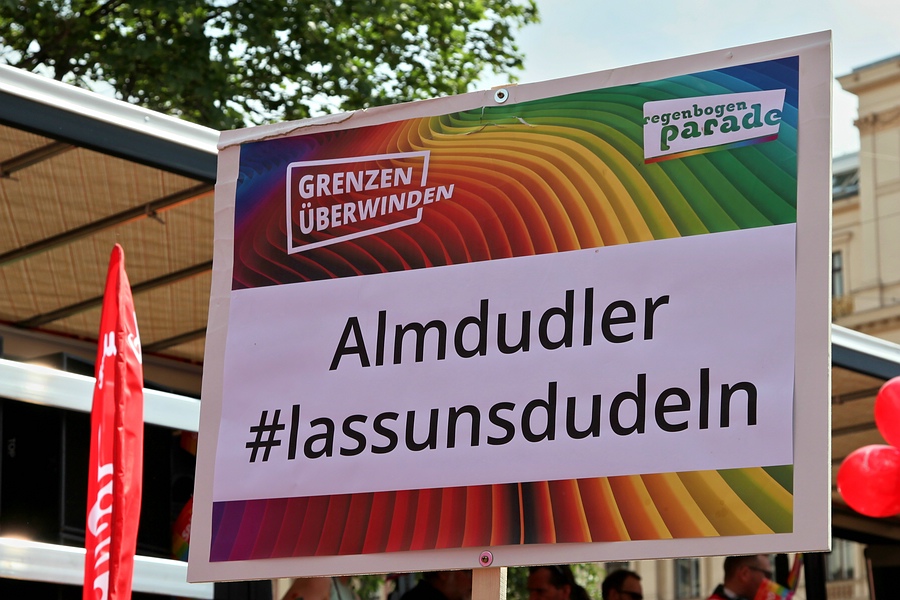 regenbogen
parade
GRENZEN
ÜBERWINDEN
Almdudler
#lassunsdudeln